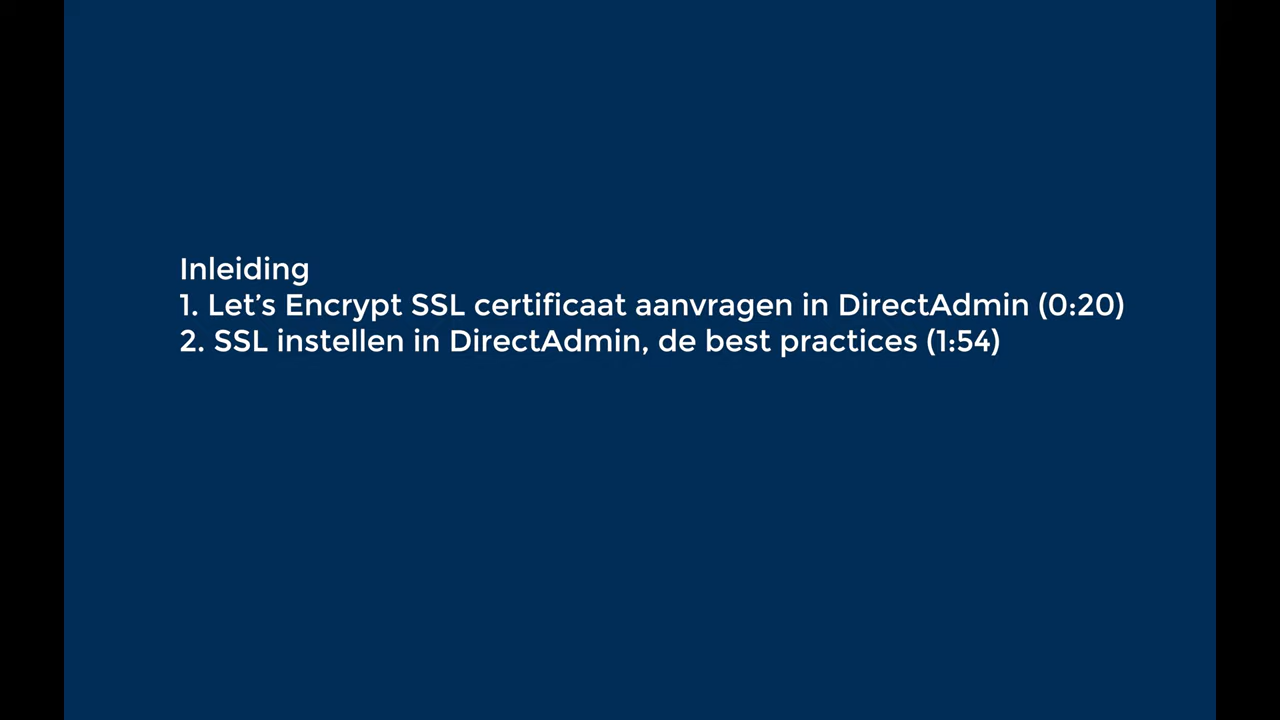 Inleiding
1. Let’s Encrypt SSL certificaat aanvragen in DirectAdmin (0:20)
2. SSL instellen in DirectAdmin, de best practices (1:54)